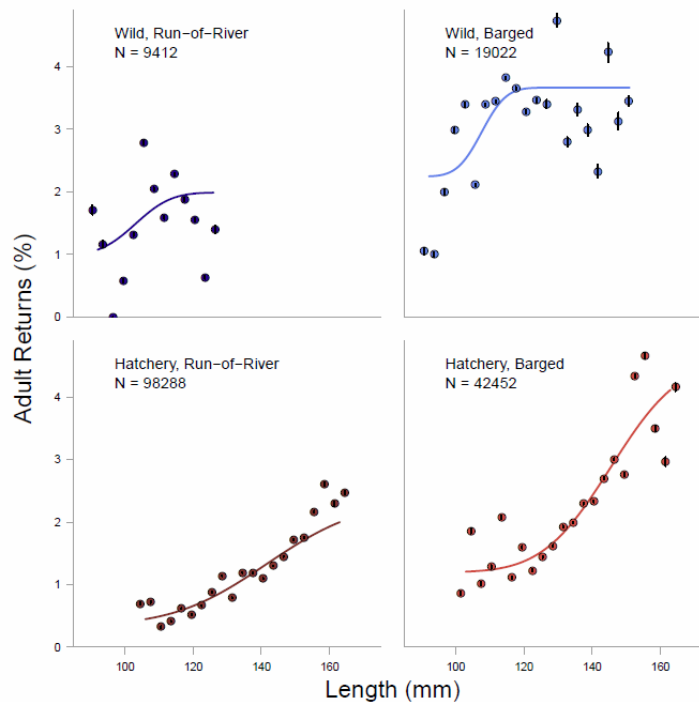 Wild, Run−of−River
N = 9412
Wild, Barged
N = 19022
4
3
2
1
0
Adult Returns (%)
Hatchery, Run−of−River
N = 98288
Hatchery, Barged
N = 42452
4
3
2
1
0
100 120 140 160 100 120 140 160
Length (mm)